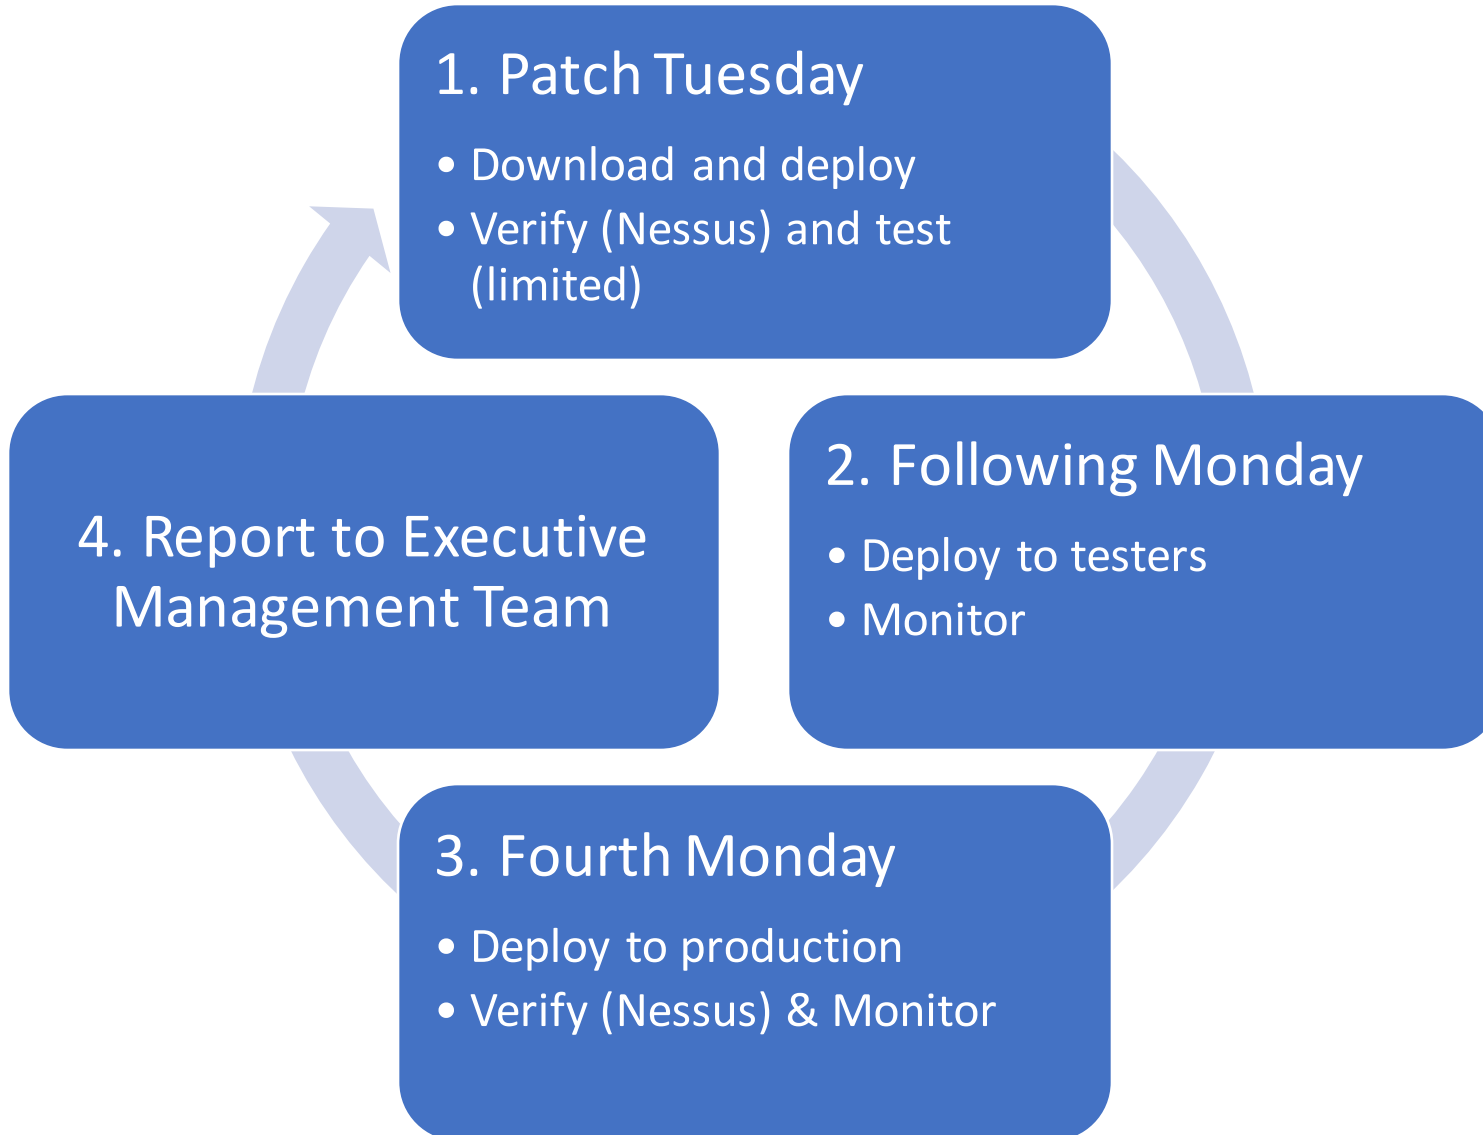 1. Patch Tuesday
• Download and deploy
• Verify (Nessus) and test
(limited)
2. Following Monday
• Deploy to testers
• Monitor
3. Fourth Monday
• Deploy to production
• Verify (Nessus) & Monitor
4. Report to Executive
Management Team